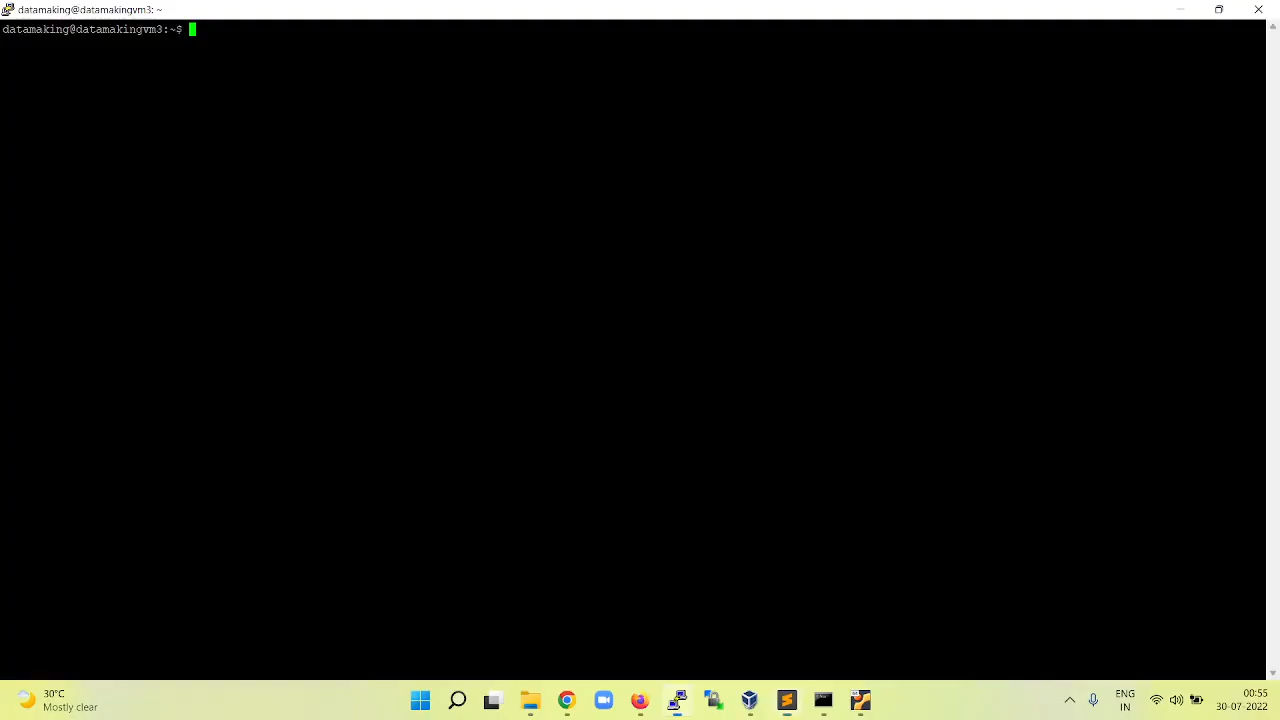 datamaking@datamakingvm3: ~
datamaking@datamakingvm3:~$
30°C
Mostly clear
ENG
IN
00:55
30-07-2022